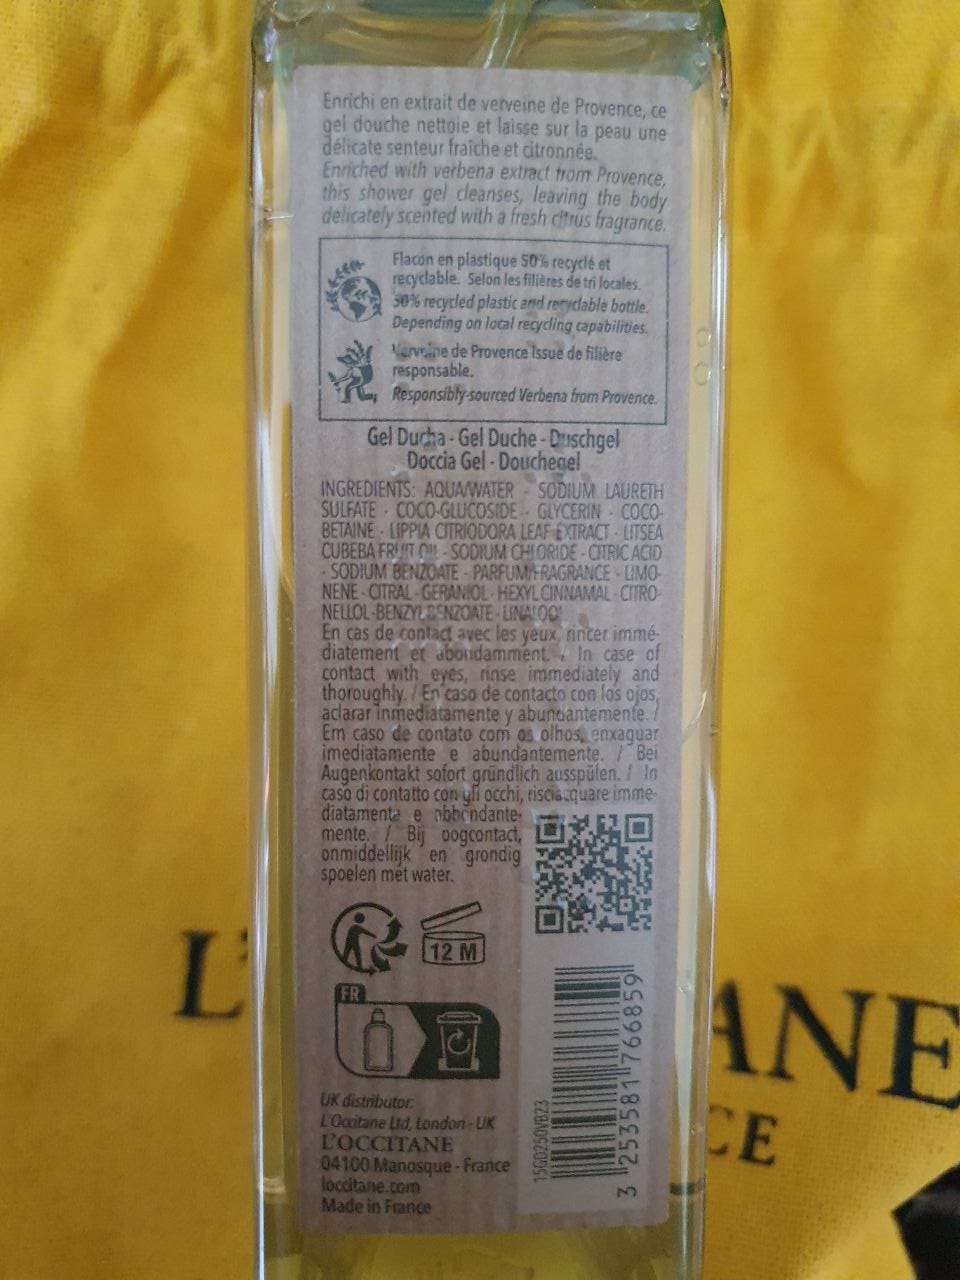 Enrichi en extrait de verveine de Provence, ce
gel douche nettoie et laisse sur la peau une
délicate senteur fraîche et citronnée.
Enriched with verbena extract from Provence,
this shower gel cleanses, leaving the body
delicately scented with a fresh citrus fragrance.
Flacon en plastique 50% recyclé et
recyclable. Selon les filières de tri locales.
50% recycled plastic and recyclable bottle.
Depending on local recycling capabilities.
Verveine de Provence issue de filière
responsable.
Responsibly-sourced Verbena from Provence.
Gel Ducha - Gel Duche - Duschgel
Doccia Gel - Douchegel
INGREDIENTS: AQUA/WATER - SODIUM LAURETH
SULFATE - COCO-GLUCOSIDE - GLYCERIN - COCO-
BETAINE - LIPPIA CITRIODORA LEAF EXTRACT - LITSEA
CUBEBA FRUIT OIL - SODIUM CHLORIDE - CITRIC ACID
- SODIUM BENZOATE - PARFUM/FRAGRANCE - LIMO-
NENE - CITRAL - GERANIOL - HEXYL CINNAMAL - CITRO-
NELLOL - BENZYL BENZOATE - LINALOOL
En cas de contact avec les yeux, rincer immé-
diatement et abondamment. / In case of
contact with eyes, rinse immediately and
thoroughly. / En caso de contacto con los ojos,
aclarar inmediatamente y abundantemente. /
Em caso de contato com os olhos, enxaguar
imediatamente e abundantemente. / Bei
Augenkontakt sofort gründlich ausspülen. / In
caso di contatto con gli occhi, risciacquare imme-
diatamente e abbondante-
mente. / Bij oogcontact,
onmiddellijk en grondig
spoelen met water.
12 M
FR
UK distributor:
L'Occitane Ltd, London - UK
L'OCCITANE
04100 Manosque - France
loccitane.com
Made in France
15GD250VB23
3 253581 766859
L'
ANE
CE